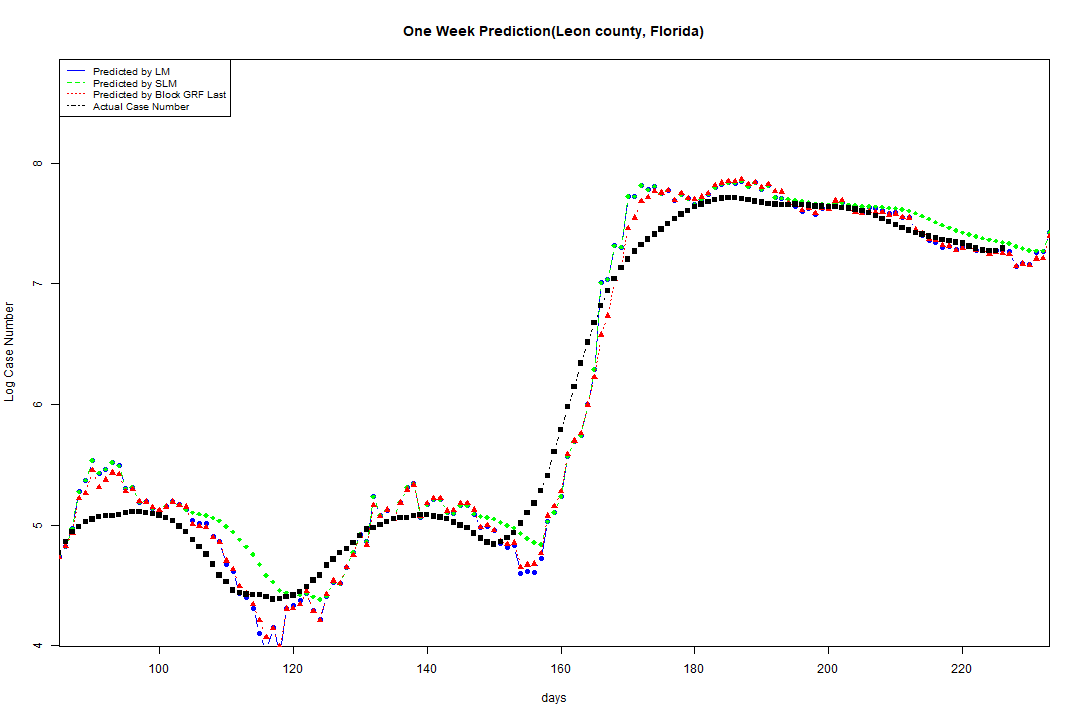 One Week Prediction(Leon county, Florida)
Predicted by LM
Predicted by SLM
Predicted by Block GRF Last
Actual Case Number
Log Case Number
8
7
6
5
4
100 120 140 160 180 200 220
days